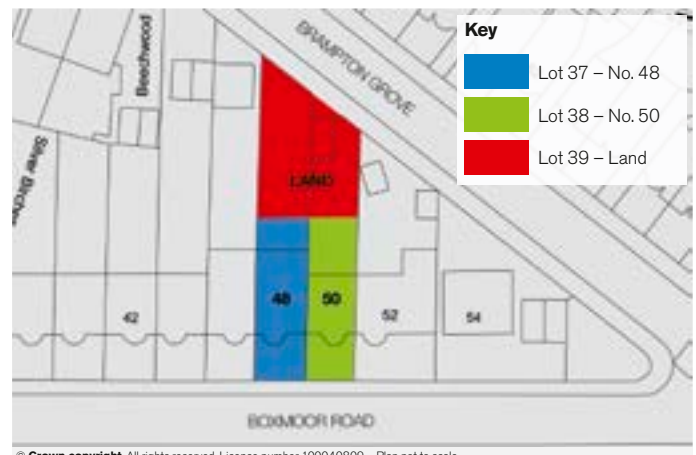 Key
Lot 37 – No. 48
Lot 38 – No. 50
Lot 39 – Land
BRAMPTON GROVE
Beechwood
Silver Birches
LAND
48
50
42
52
54
BOXMOOR ROAD
© Crown copyright. All rights reserved. Licence number 100040809 – Plan not to scale